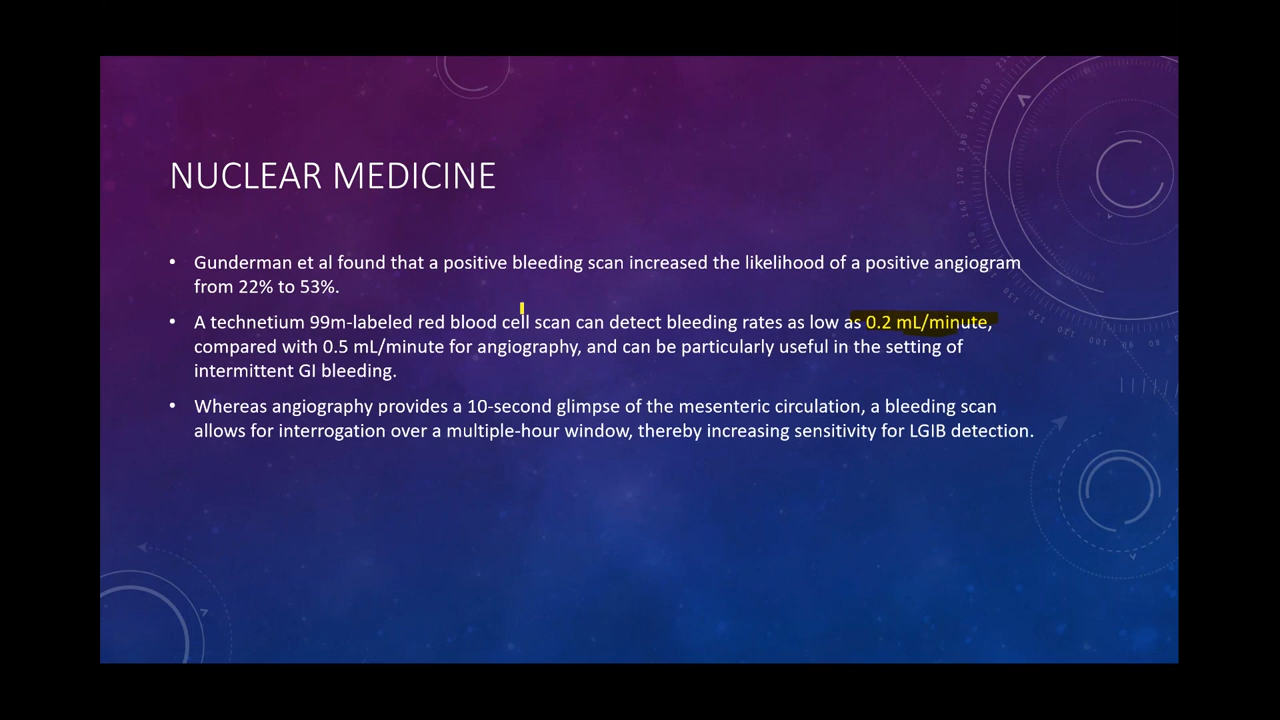 NUCLEAR MEDICINE
• Gunderman et al found that a positive bleeding scan increased the likelihood of a positive angiogram
from 22% to 53%.
• A technetium 99m-labeled red blood cell scan can detect bleeding rates as low as 0.2 mL/minute,
compared with 0.5 mL/minute for angiography, and can be particularly useful in the setting of
intermittent GI bleeding.
• Whereas angiography provides a 10-second glimpse of the mesenteric circulation, a bleeding scan
allows for interrogation over a multiple-hour window, thereby increasing sensitivity for LGIB detection.